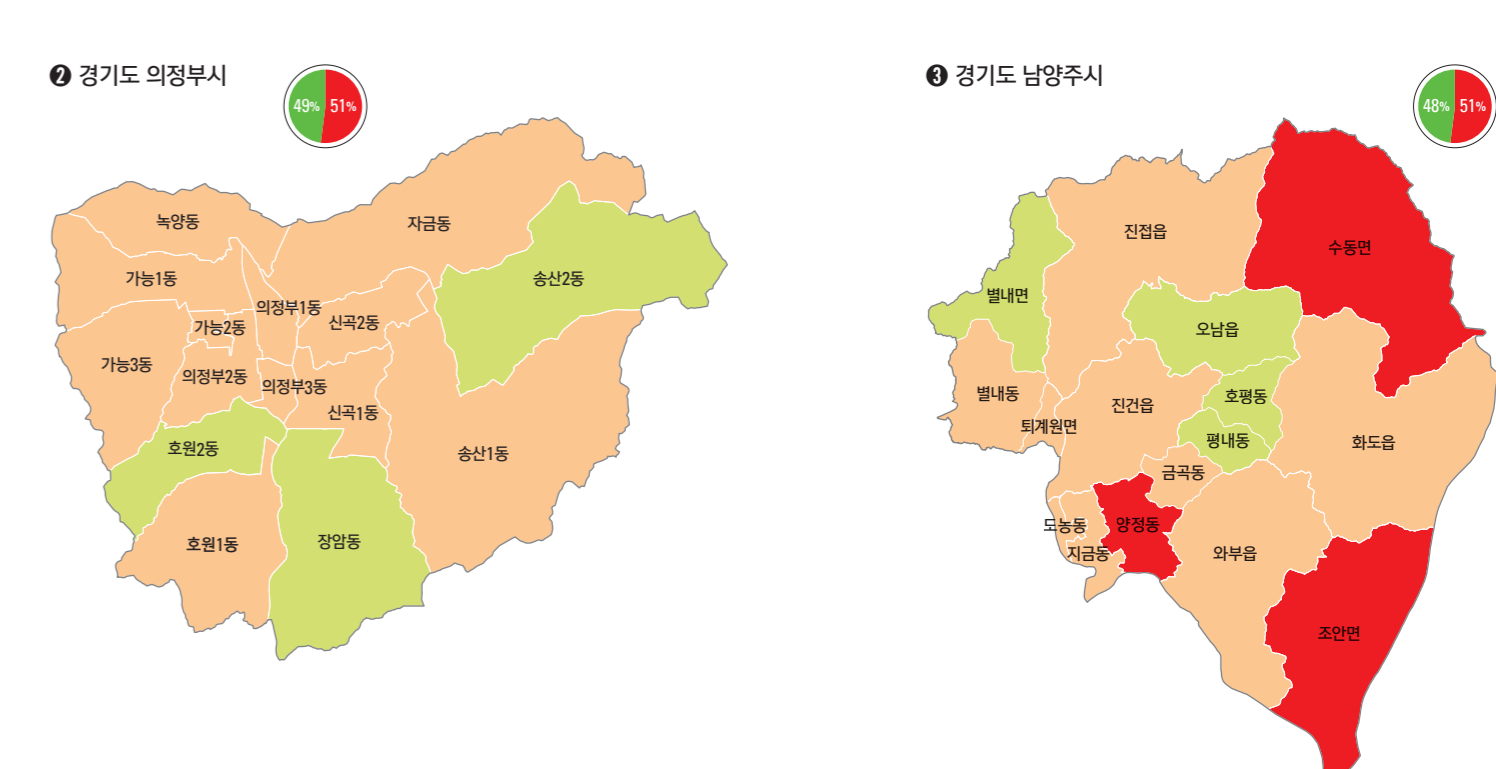 ❷ 경기도 의정부시
49% 51%
녹양동
자금동
가능1동
송산2동
의정부1동
가능2동
신곡2동
가능3동
의정부2동
의정부3동
신곡1동
호원2동
송산1동
호원1동
장암동
❸ 경기도 남양주시
48% 51%
진접읍
수동면
별내면
오남읍
별내동
호평동
진건읍
퇴계원면
평내동
화도읍
금곡동
도농동
양정동
지금동
와부읍
조안면